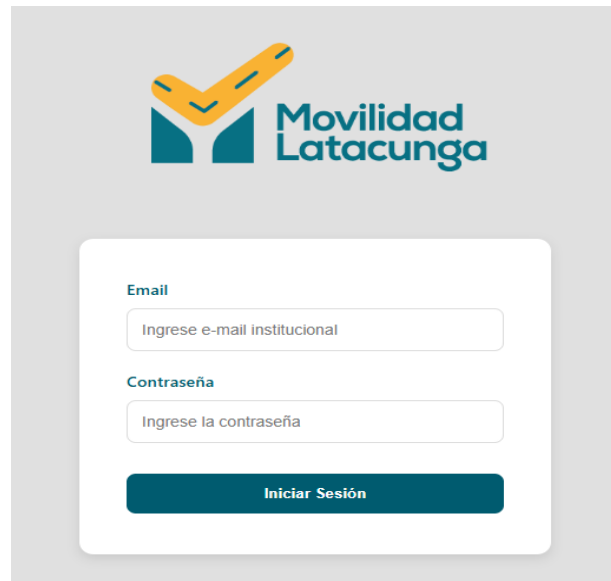 Movilidad
Latacunga
Email
Ingrese e-mail institucional
Contraseña
Ingrese la contraseña
Iniciar Sesión